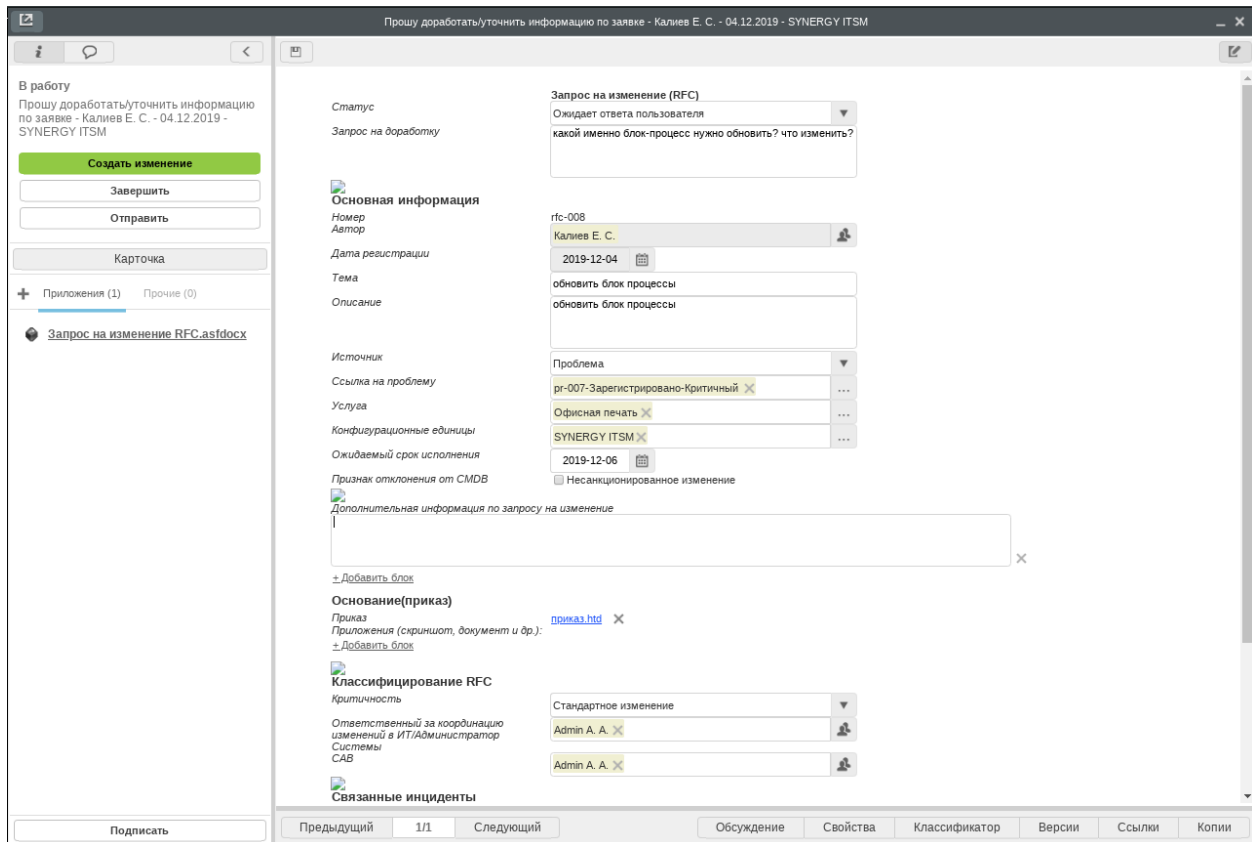 Прошу доработать/уточнить информацию по заявке - Калиев Е. С. - 04.12.2019 - SYNERGY ITSM
В работу
Прошу доработать/уточнить информацию
по заявке - Калиев Е. С. - 04.12.2019 -
SYNERGY ITSM
Создать изменение
Завершить
Отправить
Карточка
Приложения (1) Прочие (0)
Запрос на изменение RFC.asfdocx
Подписать
Запрос на изменение (RFC)
Статус Ожидает ответа пользователя
Запрос на доработку какой именно блок-процесс нужно обновить? что изменить?
Основная информация
Номер rfc-008
Автор Калиев Е. С.
Дата регистрации 2019-12-04
Тема обновить блок процессы
Описание обновить блок процессы
Источник Проблема
Ссылка на проблему pr-007-Зарегистрировано-Критичный
Услуга Офисная печать
Конфигурационные единицы SYNERGY ITSM
Ожидаемый срок исполнения 2019-12-06
Признак отклонения от CMDB Несанкционированное изменение
Дополнительная информация по запросу на изменение
+ Добавить блок
Основание(приказ)
Приказ приказ.htd
Приложения (скриншот, документ и др.):
+ Добавить блок
Классифицирование RFC
Критичность Стандартное изменение
Ответственный за координацию
изменений в ИТ/Администратор Admin A. A.
Системы
CAB Admin A. A.
Связанные инциденты
Предыдущий 1/1 Следующий Обсуждение Свойства Классификатор Версии Ссылки Копии